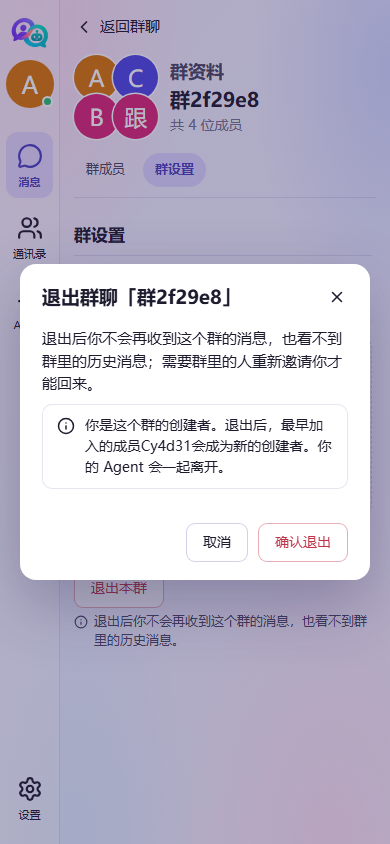 返回群聊
A
A
C
B
跟
群资料
群2f29e8
共 4 位成员
消息
群成员
群设置
通讯录
群设置
A
退出群聊「群2f29e8」
退出后你不会再收到这个群的消息，也看不到
群里的历史消息；需要群里的人重新邀请你才
能回来。
你是这个群的创建者。退出后，最早加
入的成员Cy4d31会成为新的创建者。你
的 Agent 会一起离开。
取消
确认退出
退出本群
退出后你不会再收到这个群的消息，也看不到群
里的历史消息。
设置